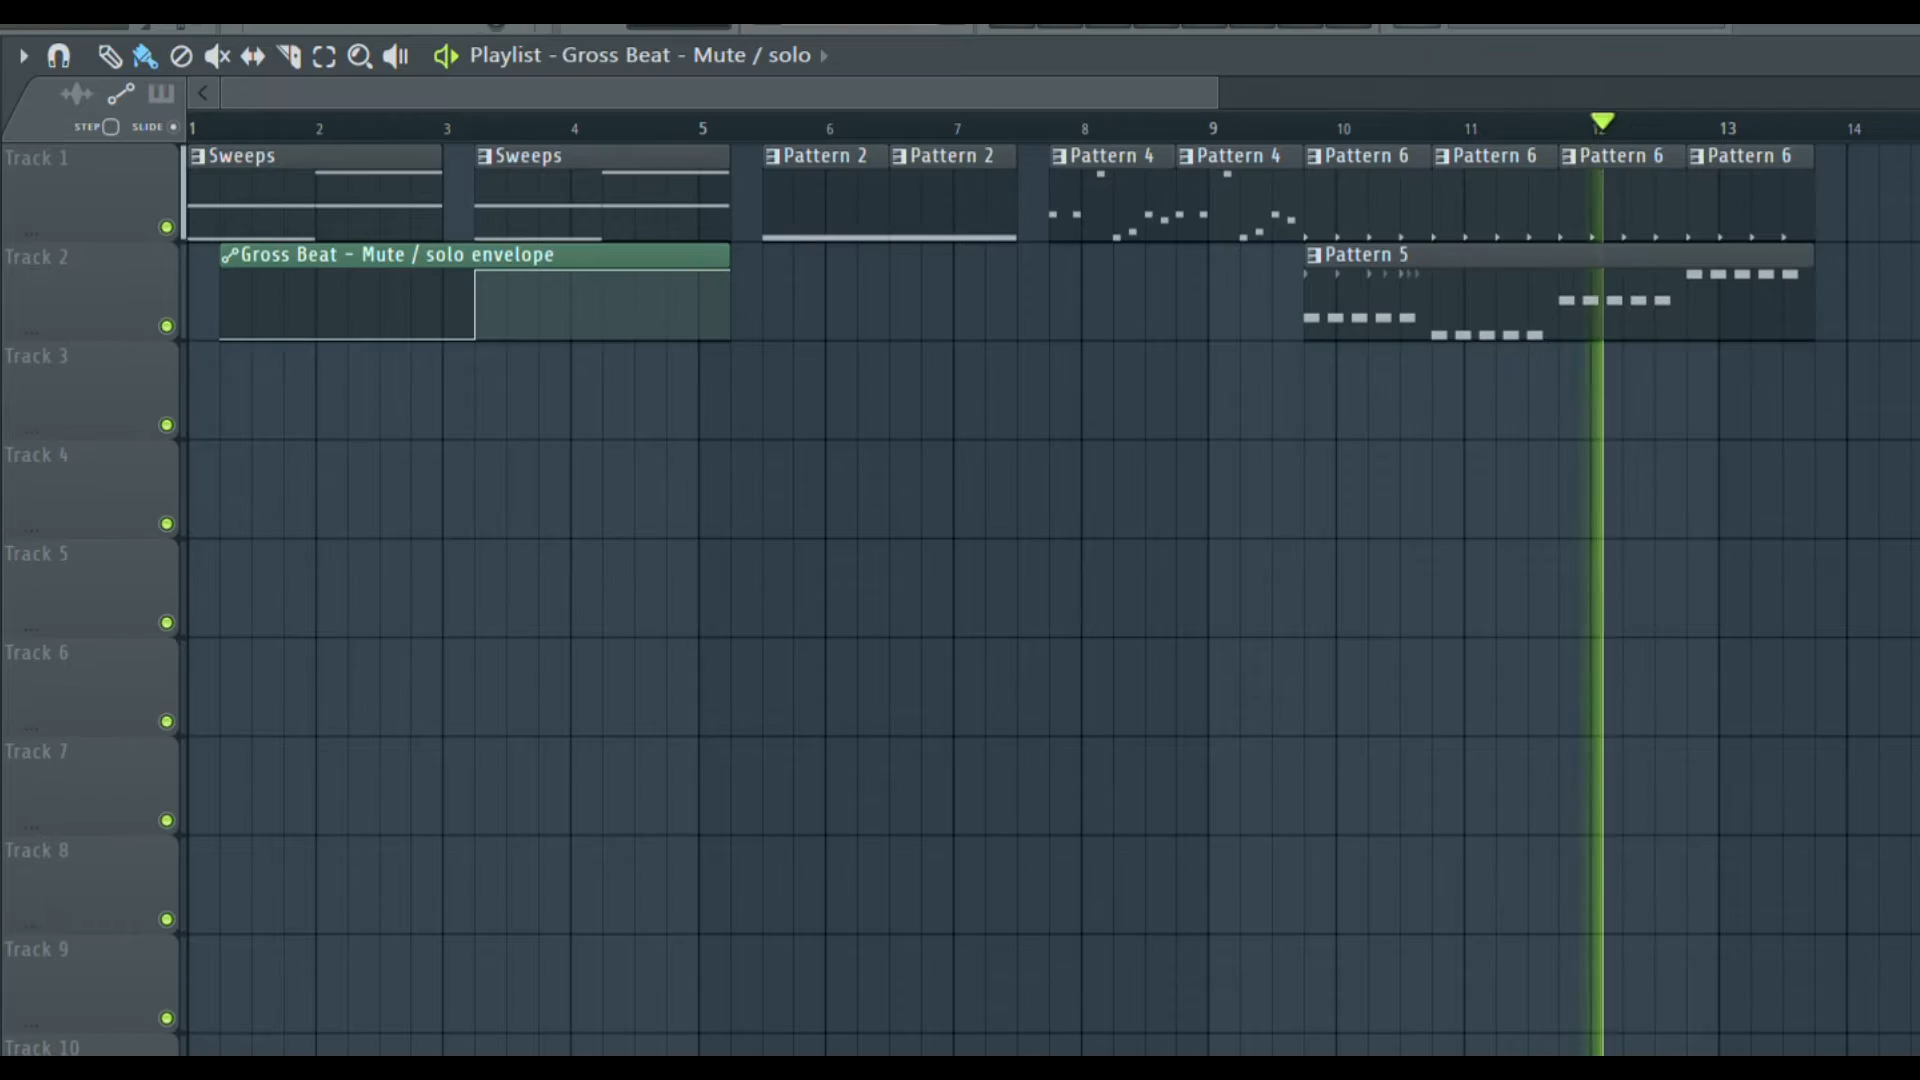 Playlist - Gross Beat - Mute / solo
STEP SLIDE 1 2 3 4 5 6 7 8 9 10 11 12 13 14
Track 1 Sweeps Sweeps Pattern 2 Pattern 2 Pattern 4 Pattern 4 Pattern 6 Pattern 6 Pattern 6 Pattern 6
...
Track 2 Gross Beat - Mute / solo envelope Pattern 5
...
Track 3
...
Track 4
...
Track 5
...
Track 6
...
Track 7
...
Track 8
...
Track 9
...
Track 10